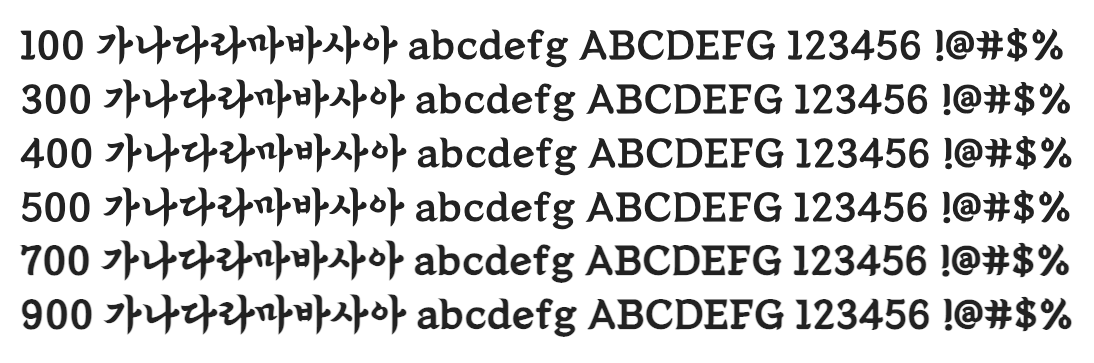 100 가나다라마바사아 abcdefg ABCDEFG 123456 !@#$%
300 가나다라마바사아 abcdefg ABCDEFG 123456 !@#$%
400 가나다라마바사아 abcdefg ABCDEFG 123456 !@#$%
500 가나다라마바사아 abcdefg ABCDEFG 123456 !@#$%
700 가나다라마바사아 abcdefg ABCDEFG 123456 !@#$%
900 가나다라마바사아 abcdefg ABCDEFG 123456 !@#$%